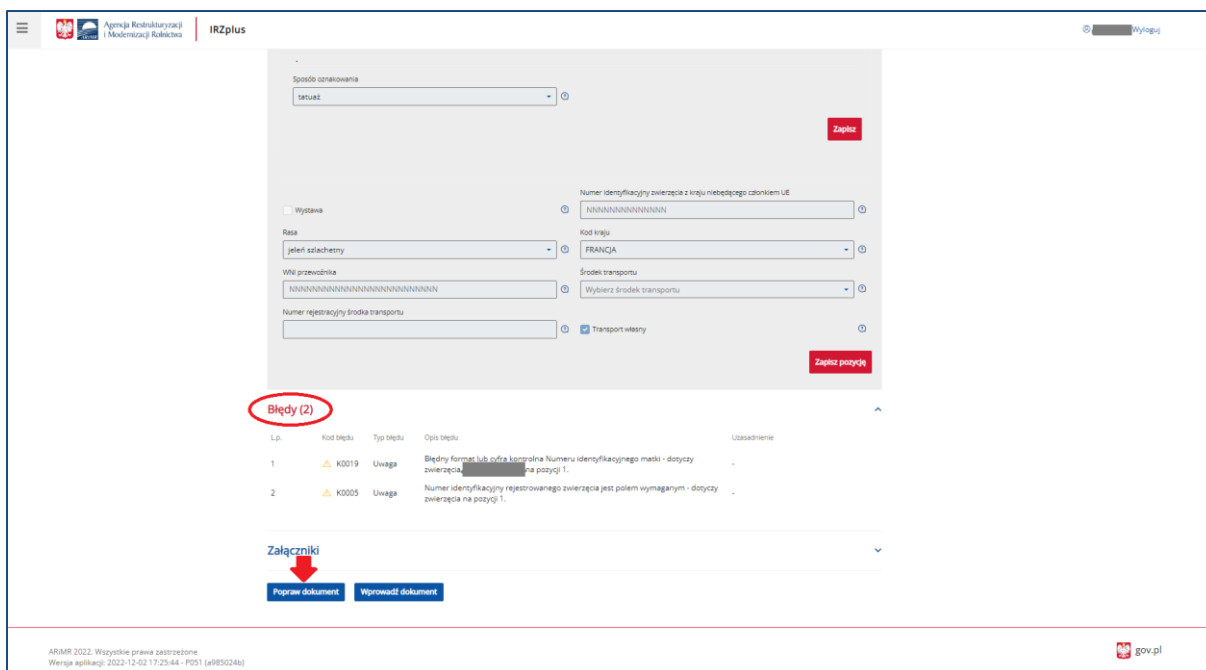 Agencja Restrukturyzacji
i Modernizacji Rolnictwa
IRZplus
Wyloguj
Sposób oznakowania
tatuaż
Zapisz
Numer identyfikacyjny zwierzęcia z kraju niebędącego członkiem UE
Wystawa
NNNNNNNNNNNNNN
Rasa
Kod kraju
jeleń szlachetny
FRANCJA
WNI przewoźnika
Środek transportu
Wybierz środek transportu
Numer rejestracyjny środka transportu
Transport własny
Zapisz pozycję
Błędy (2)
L.p. Kod błędu Typ błędu Opis błędu Uzasadnienie
1 K0019 Uwaga Błędny format lub cyfra kontrolna Numeru identyfikacyjnego matki - dotyczy
zwierzęcia, na pozycji 1. -
2 K0005 Uwaga Numer identyfikacyjny rejestrowanego zwierzęcia jest polem wymaganym - dotyczy
zwierzęcia na pozycji 1. -
Załączniki
Popraw dokument Wprowadź dokument
ARiMR 2022. Wszystkie prawa zastrzeżone
Wersja aplikacji: 2022-12-02 17:25:44 - P051 (a985024b)
gov.pl